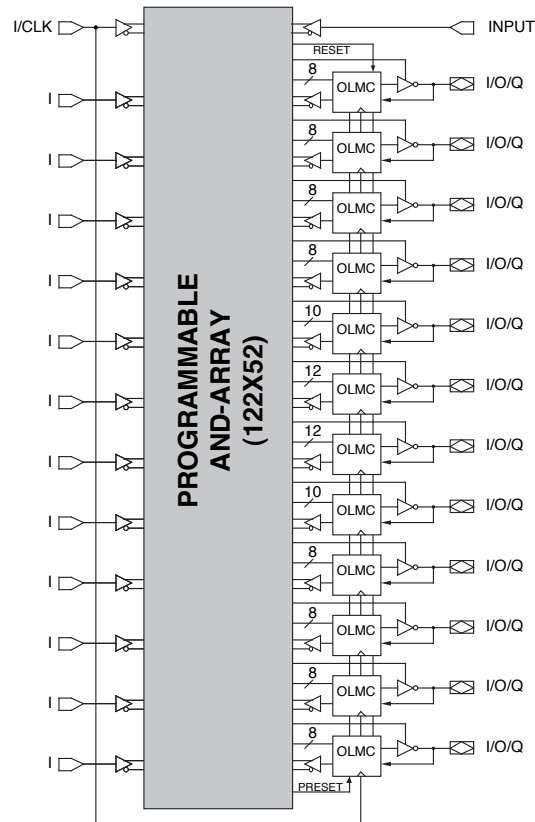 I/CLK
INPUT
RESET
8
OLMC
I/O/Q
I
8
OLMC
I/O/Q
I
8
OLMC
I/O/Q
I
8
OLMC
I/O/Q
I
10
OLMC
I/O/Q
I
PROGRAMMABLE
AND-ARRAY
(122X52)
12
OLMC
I/O/Q
I
12
OLMC
I/O/Q
I
10
OLMC
I/O/Q
I
8
OLMC
I/O/Q
I
8
OLMC
I/O/Q
I
8
OLMC
I/O/Q
I
8
OLMC
I/O/Q
I
PRESET